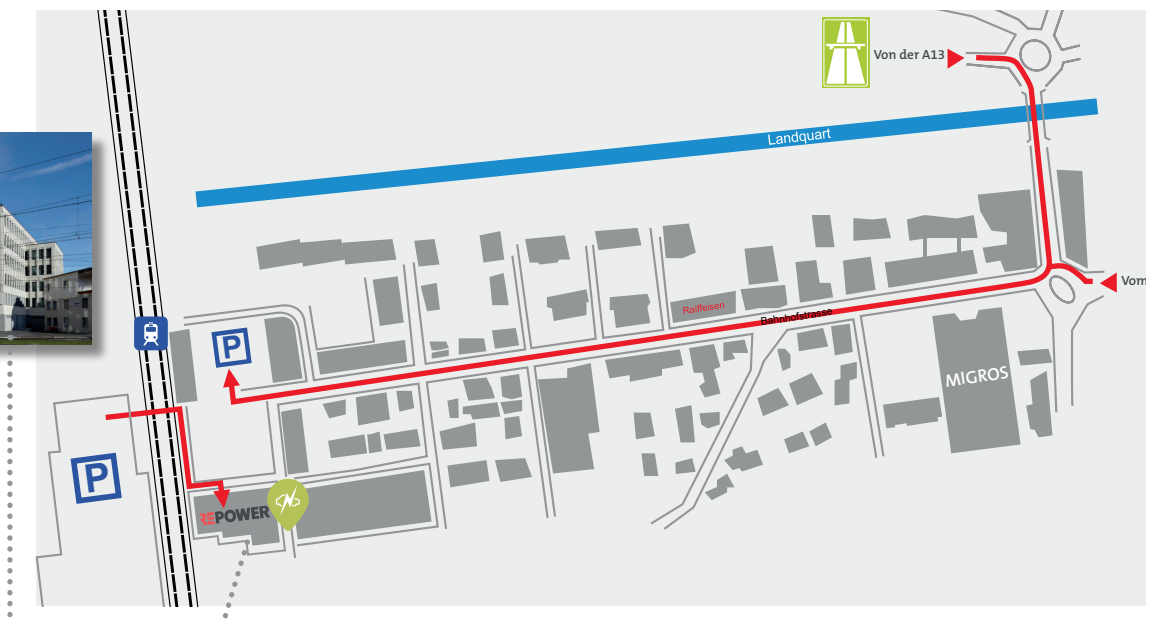 Von der A13
Landquart
Raiffeisen
Bahnhofstrasse
Vom
P
MIGROS
P
REPOWER